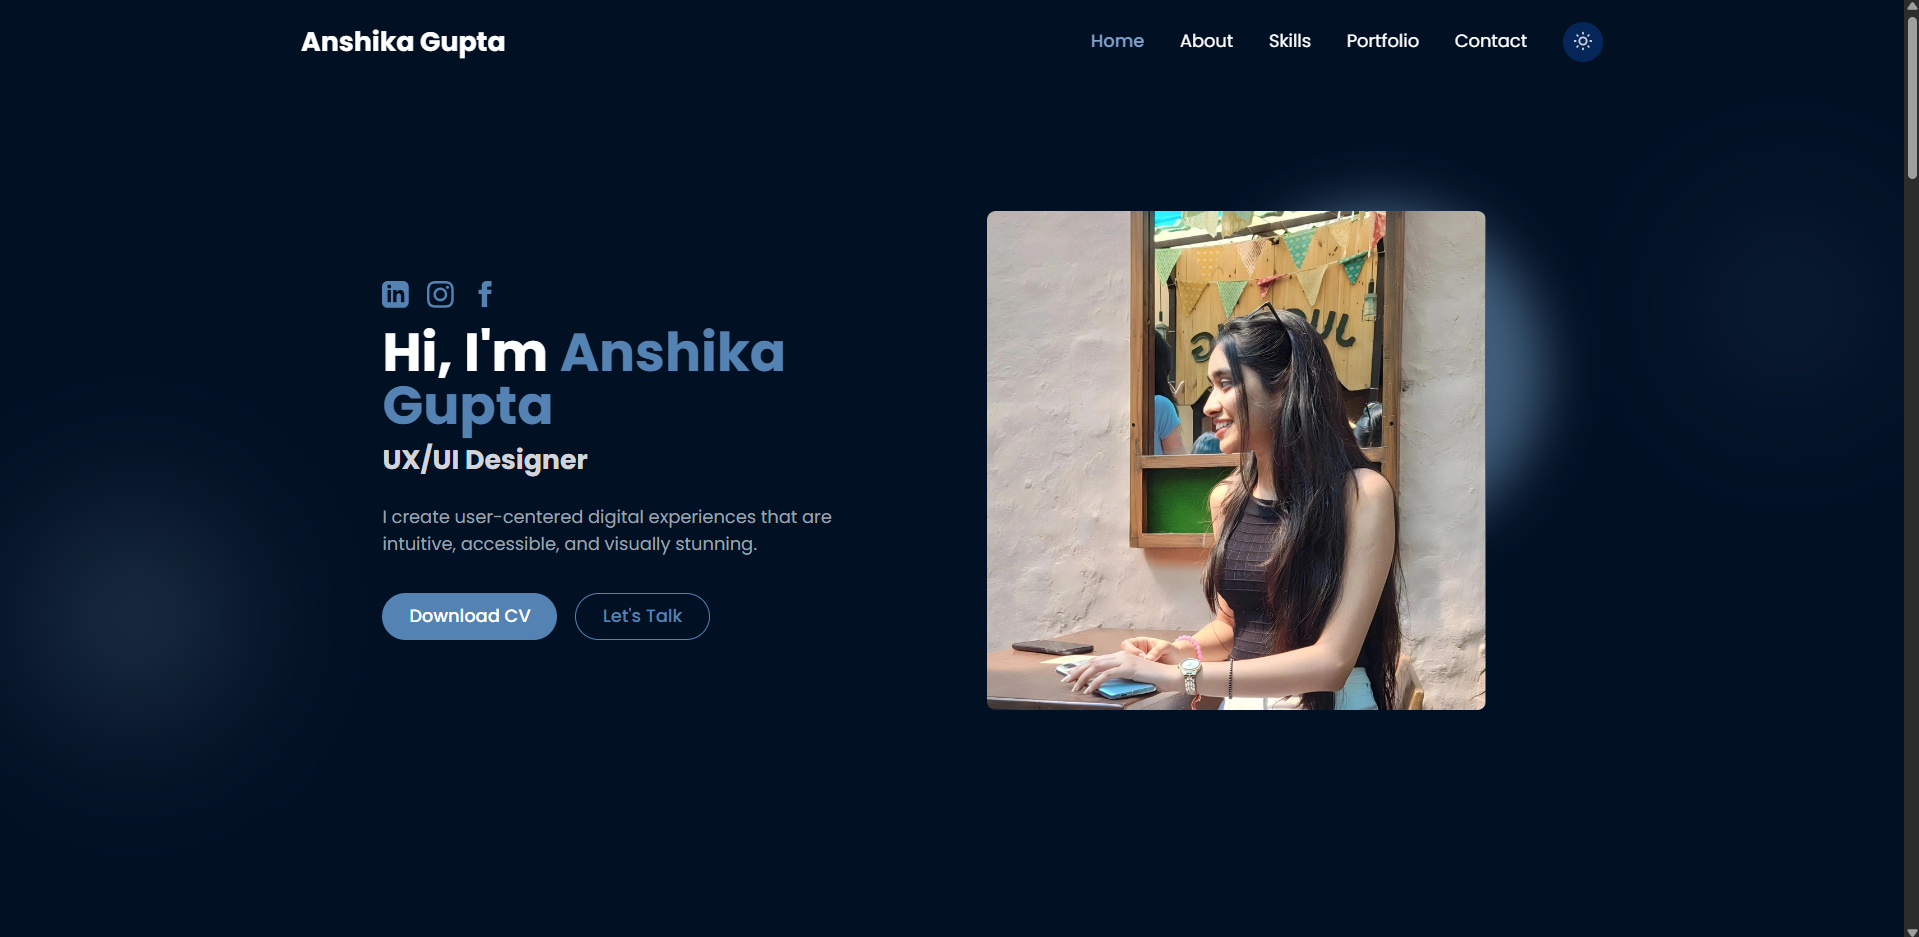 Anshika Gupta
Home About Skills Portfolio Contact
Hi, I'm Anshika
Gupta
UX/UI Designer
I create user-centered digital experiences that are
intuitive, accessible, and visually stunning.
Download CV Let's Talk